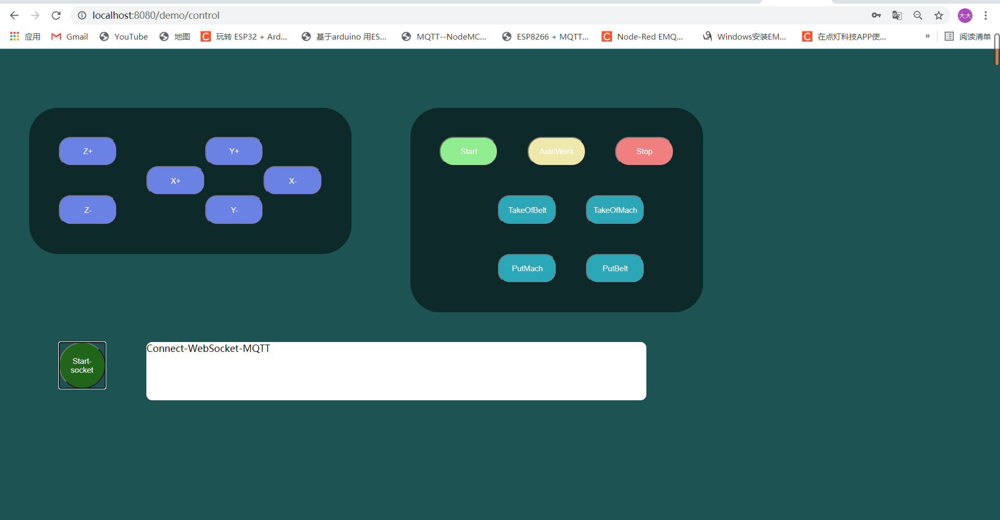 localhost:8080/demo/control
大大
应用 Gmail YouTube 地图 玩转 ESP32 + Ard... 基于arduino 用ES... MQTT--NodeMC... ESP8266 + MQTT... Node-Red EMQ... Windows安装EM... 在点灯科技APP使... » 阅读清单
Z+ Y+
X+ X-
Z- Y-
Start AutoWork Stop
TakeOfBelt TakeOfMach
PutMach PutBelt
Start-
socket
Connect-WebSocket-MQTT